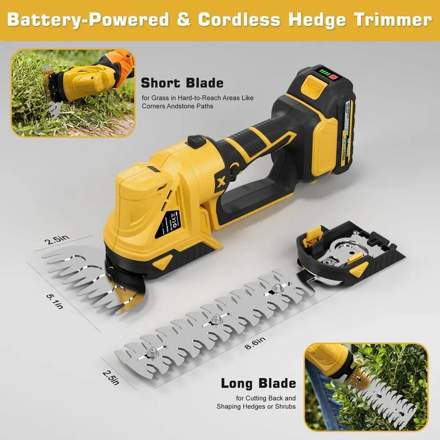 Battery-Powered & Cordless Hedge Trimmer
Short Blade
for Grass in Hard-to-Reach Areas Like
Corners Andstone Paths
2.5in
5.1in
8.6in
2.5in
Long Blade
for Cutting Back and
Shaping Hedges or Shrubs